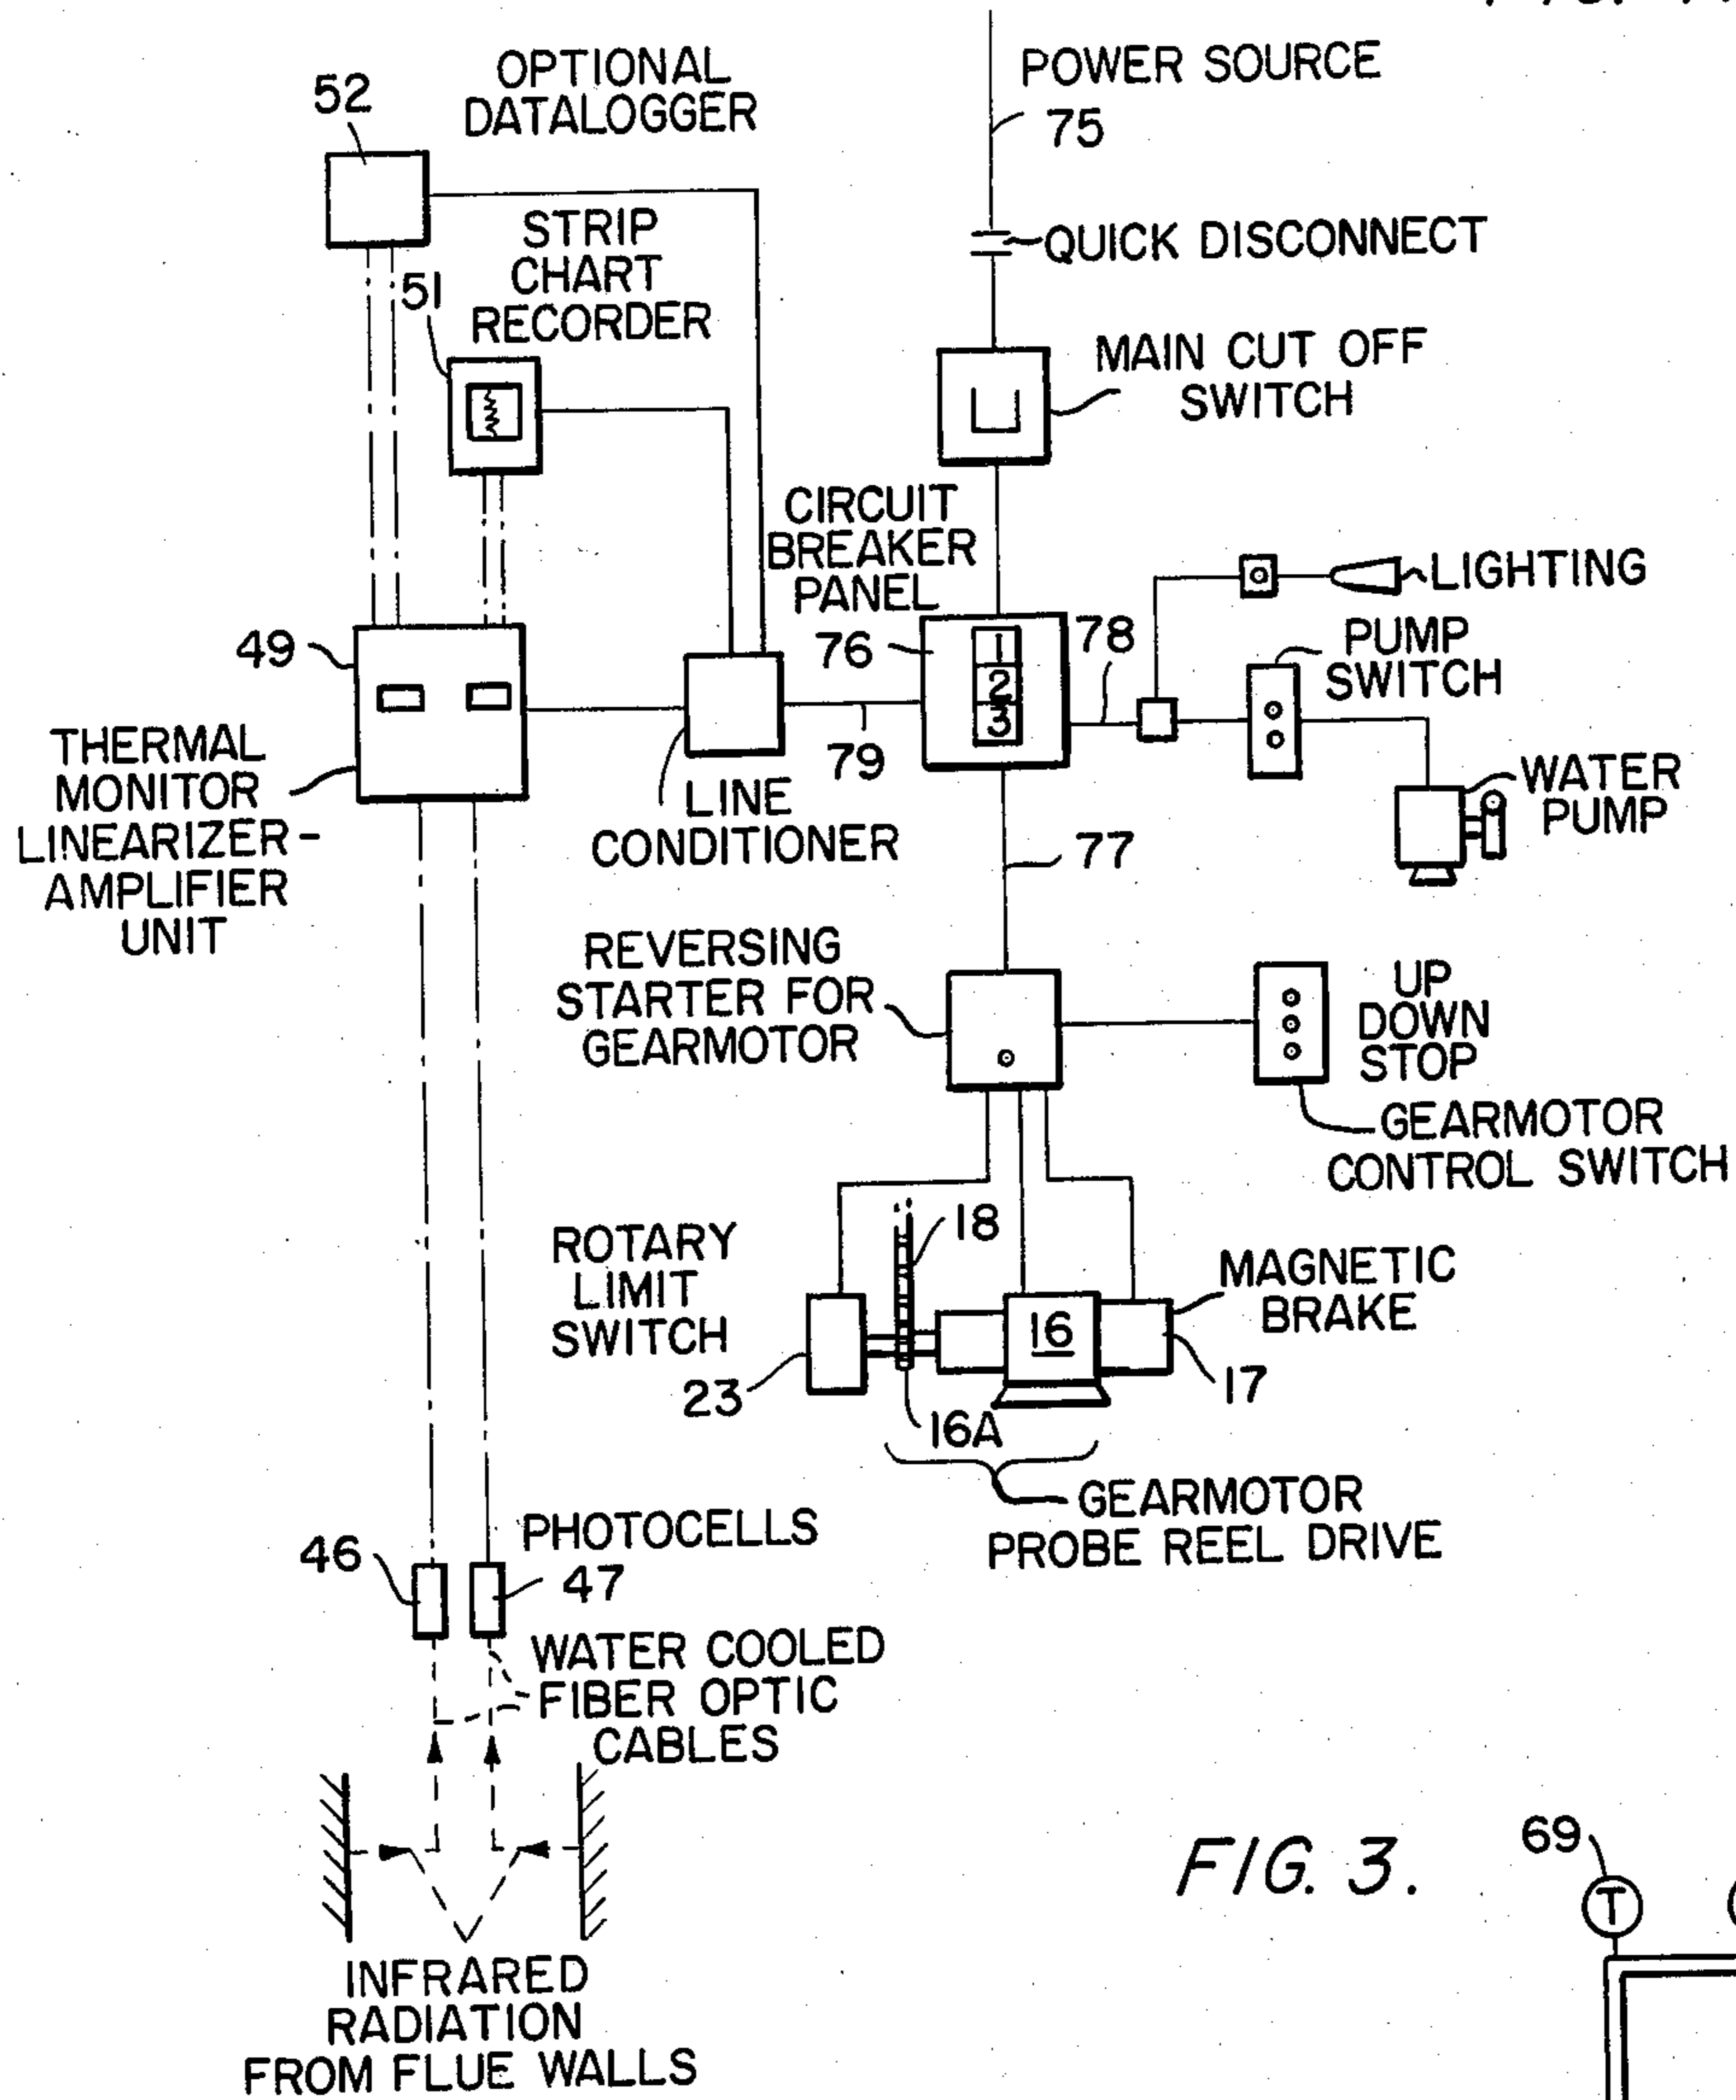 OPTIONAL
DATALOGGER
52
POWER SOURCE
75
QUICK DISCONNECT
STRIP
CHART
RECORDER
51
MAIN CUT OFF
SWITCH
CIRCUIT
BREAKER
PANEL
76
1
2
3
78
LIGHTING
PUMP
SWITCH
WATER
PUMP
49
THERMAL
MONITOR
LINEARIZER-
AMPLIFIER
UNIT
79
LINE
CONDITIONER
77
REVERSING
STARTER FOR
GEARMOTOR
UP
DOWN
STOP
GEARMOTOR
CONTROL SWITCH
ROTARY
LIMIT
SWITCH
23
18
16
16A
MAGNETIC
BRAKE
17
GEARMOTOR
PROBE REEL DRIVE
PHOTOCELLS
46
47
WATER COOLED
FIBER OPTIC
CABLES
INFRARED
RADIATION
FROM FLUE WALLS
FIG. 3.
69
T